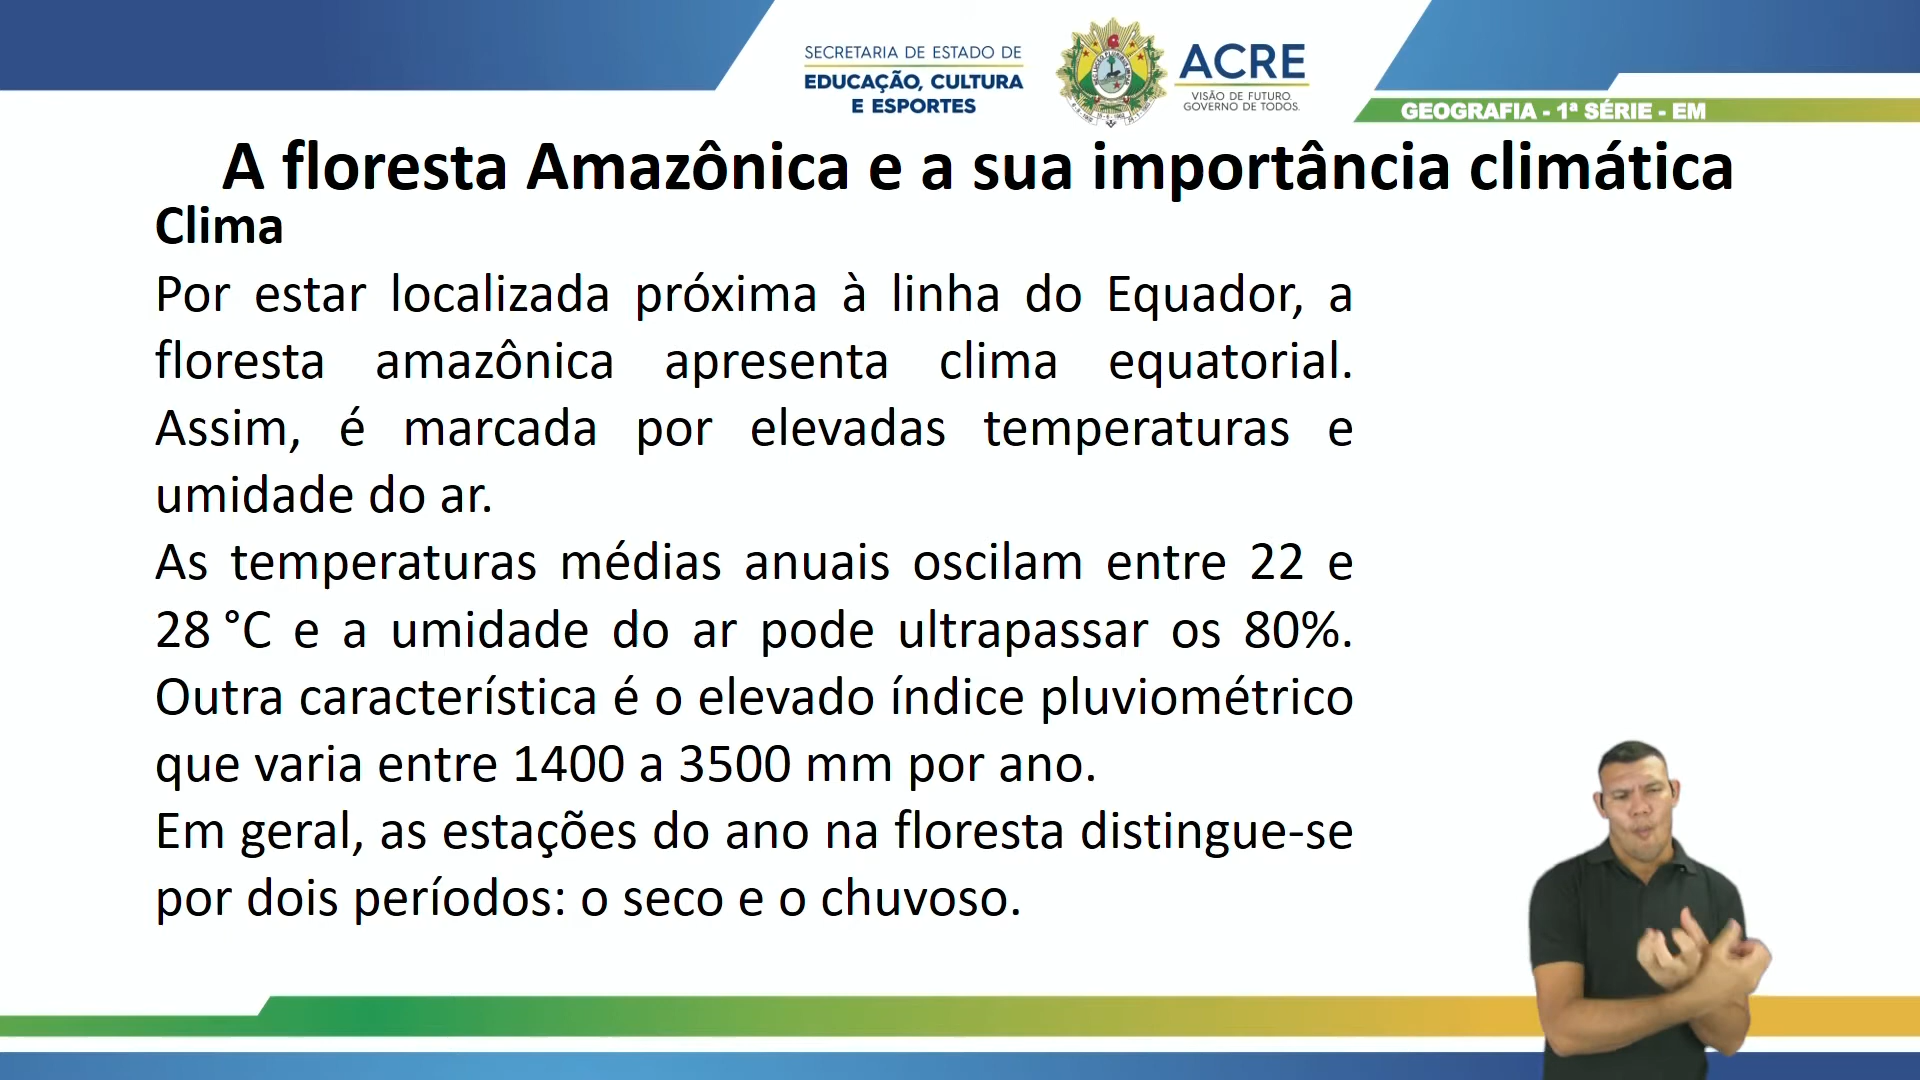 SECRETARIA DE ESTADO DE
EDUCAÇÃO, CULTURA
E ESPORTES
ACRE
VISÃO DE FUTURO.
GOVERNO DE TODOS.
GEOGRAFIA - 1ª SÉRIE - EM
A floresta Amazônica e a sua importância climática
Clima
Por estar localizada próxima à linha do Equador, a
floresta amazônica apresenta clima equatorial.
Assim, é marcada por elevadas temperaturas e
umidade do ar.
As temperaturas médias anuais oscilam entre 22 e
28 °C e a umidade do ar pode ultrapassar os 80%.
Outra característica é o elevado índice pluviométrico
que varia entre 1400 a 3500 mm por ano.
Em geral, as estações do ano na floresta distingue-se
por dois períodos: o seco e o chuvoso.